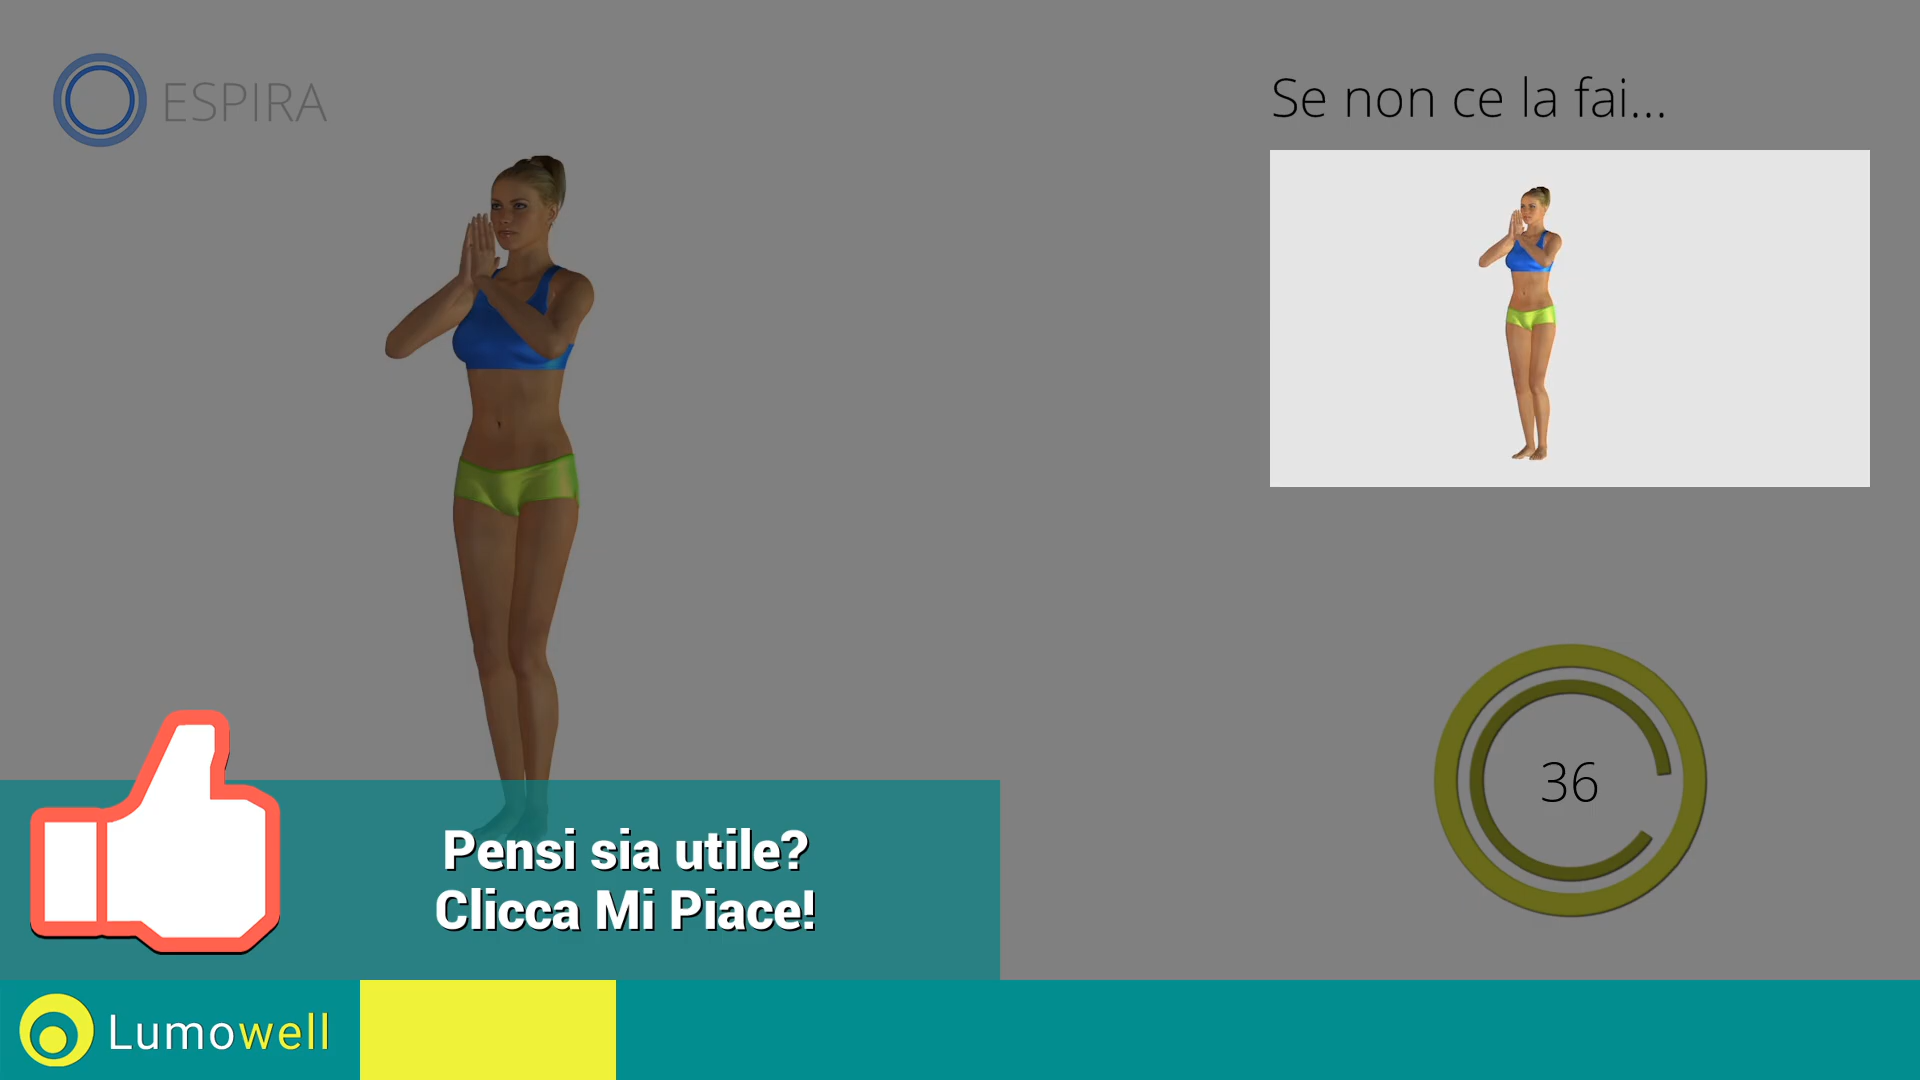 ESPIRA
Se non ce la fai...
36
Pensi sia utile?
Clicca Mi Piace!
Lumowell